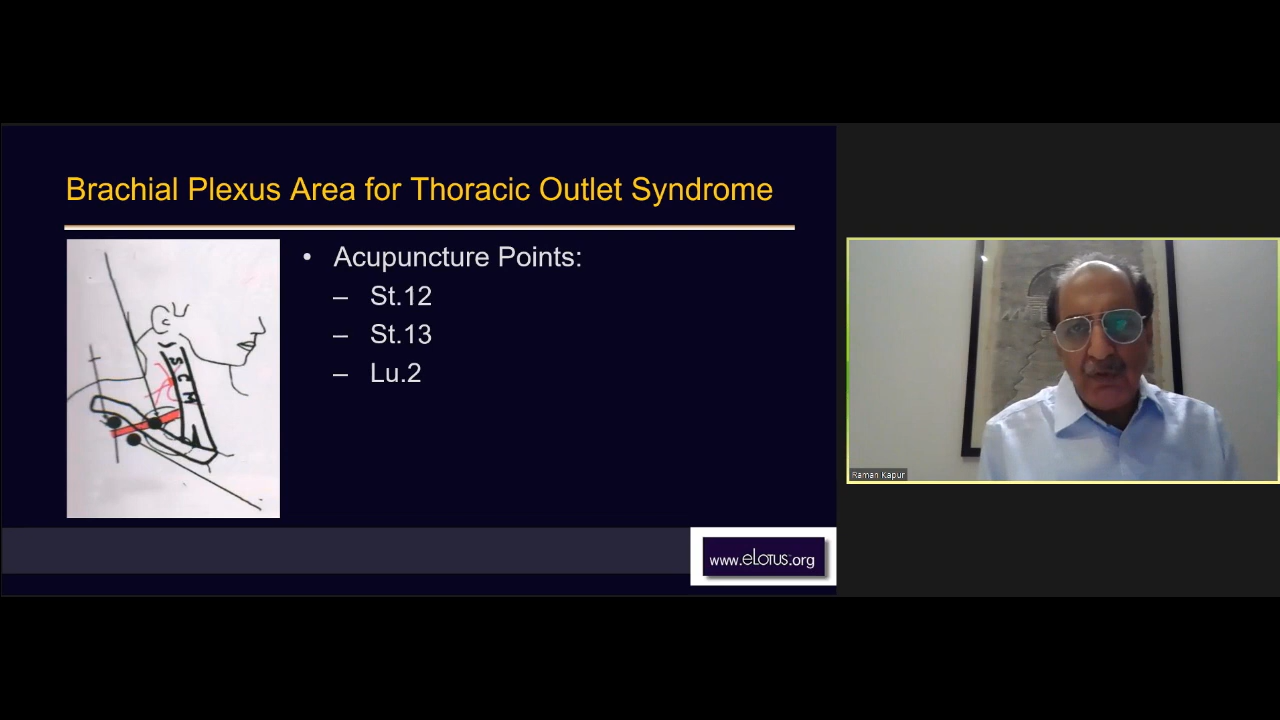 Brachial Plexus Area for Thoracic Outlet Syndrome
• Acupuncture Points:
– St.12
– St.13
– Lu.2
SCM
www.eLOTUS.org
Raman Kapur